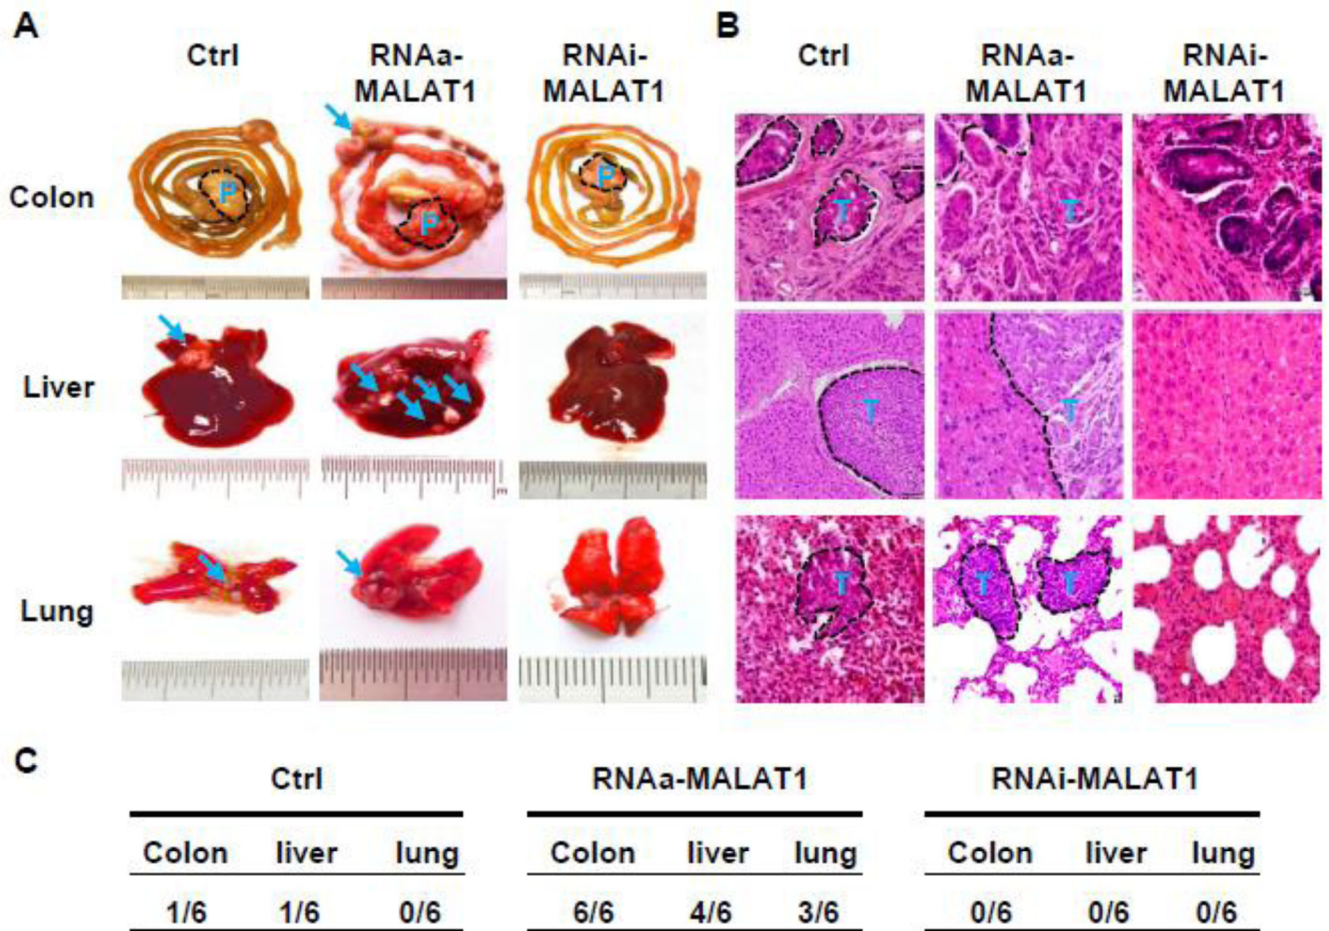 A
B
Ctrl
RNAa-
MALAT1
RNAi-
MALAT1
Ctrl
RNAa-
MALAT1
RNAi-
MALAT1
Colon
P
P
P
T
T
Liver
T
T
Lung
T
T
T
C
Ctrl
RNAa-MALAT1
RNAi-MALAT1
Colon liver lung
Colon liver lung
Colon liver lung
1/6 1/6 0/6
6/6 4/6 3/6
0/6 0/6 0/6